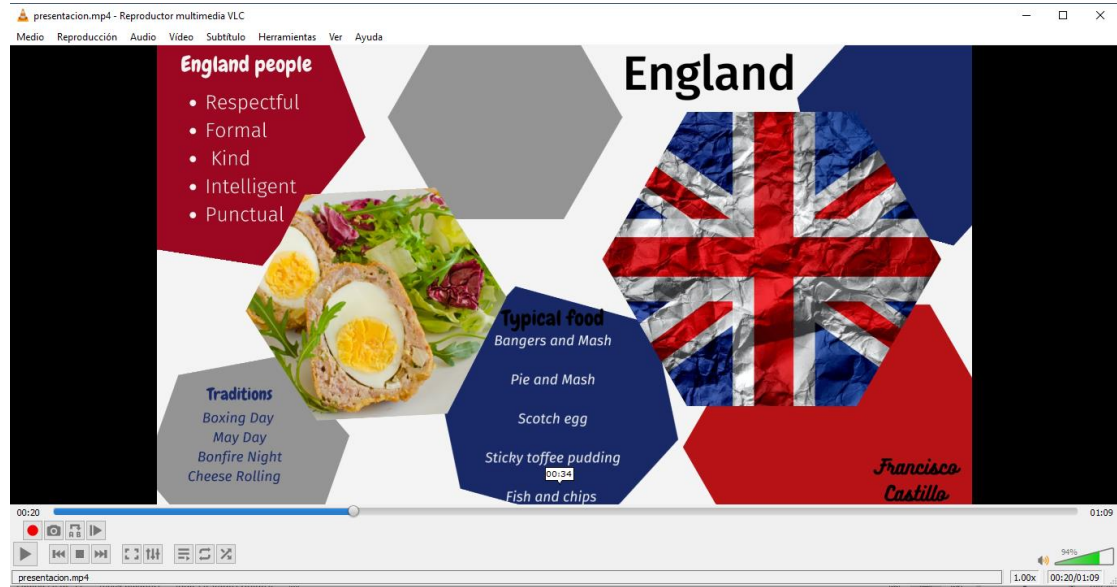 presentacion.mp4 - Reproductor multimedia VLC
Medio Reproducción Audio Vídeo Subtítulo Herramientas Ver Ayuda
England people
Respectful
Formal
Kind
Intelligent
Punctual
England
Typical food
Bangers and Mash
Pie and Mash
Scotch egg
Sticky toffee pudding
00:34
Fish and chips
Traditions
Boxing Day
May Day
Bonfire Night
Cheese Rolling
Francisco
Castillo
00:20
01:09
A B
94%
presentacion.mp4
1.00x
00:20/01:09